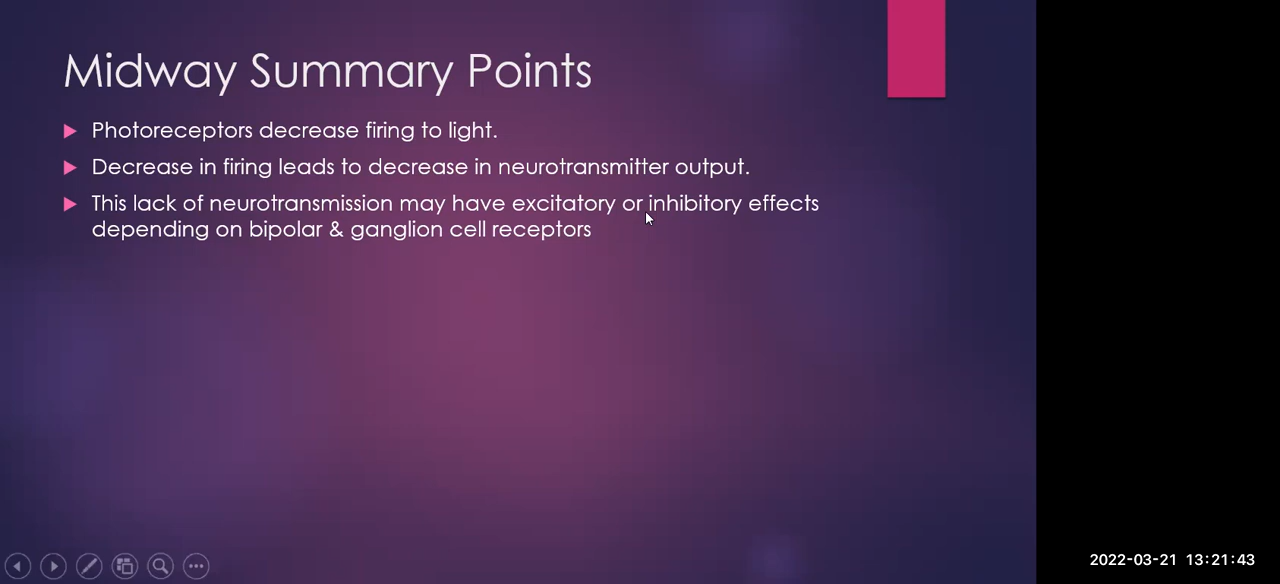 Midway Summary Points
Photoreceptors decrease firing to light.
Decrease in firing leads to decrease in neurotransmitter output.
This lack of neurotransmission may have excitatory or inhibitory effects
depending on bipolar & ganglion cell receptors
2022-03-21 13:21:43